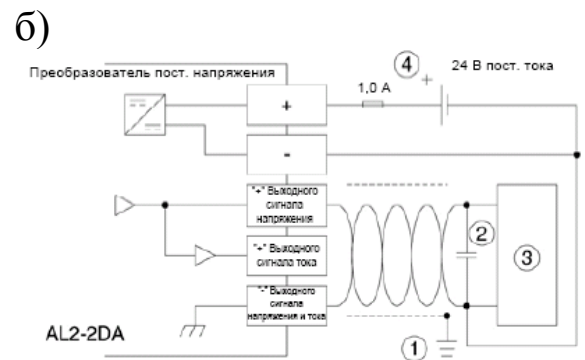 б)
Преобразователь пост. напряжения
4
+
24 В пост. тока
1,0 А
+
-
"+" Выходного
сигнала
напряжения
"+" Выходного
сигнала тока
"-" Выходного
сигнала
напряжения и тока
2
3
AL2-2DA
1